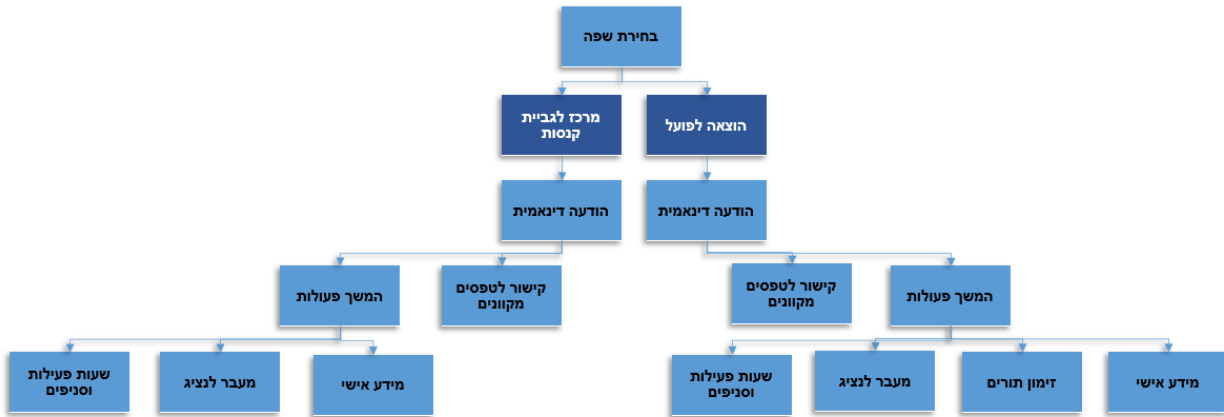 בחירת שפה
הוצאה לפועל
מרכז לגביית
קנסות
הודעה דינאמית
הודעה דינאמית
המשך פעולות
קישור לטפסים
מקוונים
קישור לטפסים
מקוונים
המשך פעולות
מידע אישי
זימון תורים
מעבר לנציג
שעות פעילות
וסניפים
מידע אישי
מעבר לנציג
שעות פעילות
וסניפים